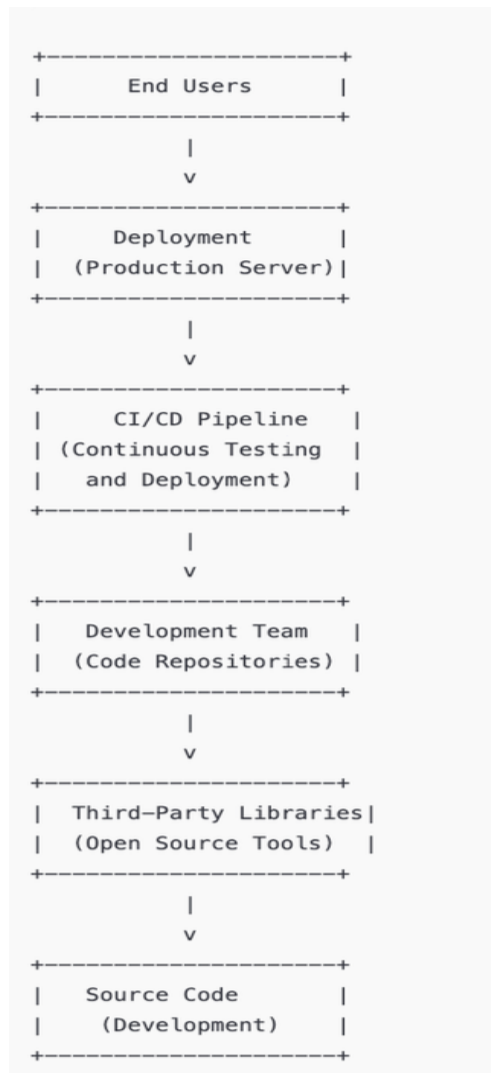 +---------------------+
|      End Users      |
+---------------------+
           |
           v
+---------------------+
|     Deployment      |
|  (Production Server)|
+---------------------+
           |
           v
+---------------------+
|     CI/CD Pipeline   |
| (Continuous Testing  |
|   and Deployment)    |
+---------------------+
           |
           v
+---------------------+
|   Development Team   |
|  (Code Repositories) |
+---------------------+
           |
           v
+---------------------+
|  Third-Party Libraries|
|  (Open Source Tools)  |
+---------------------+
           |
           v
+---------------------+
|   Source Code       |
|    (Development)    |
+---------------------+